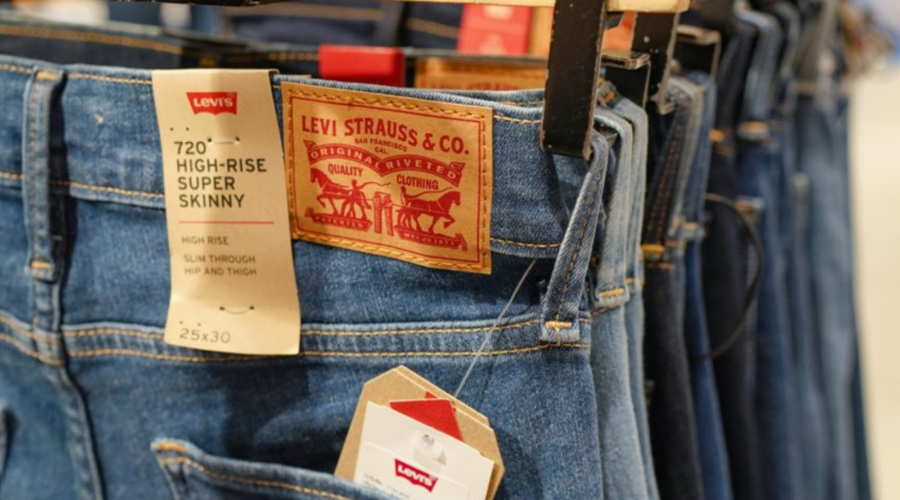 LEVI'S
720°
HIGH-RISE
SUPER
SKINNY
HIGH RISE
SLIM THROUGH
HIP AND THIGH
25x30
LEVI STRAUSS & CO.
SAN FRANCISCO
CAL.
ORIGINAL RIVETED
QUALITY CLOTHING
LEVI'S